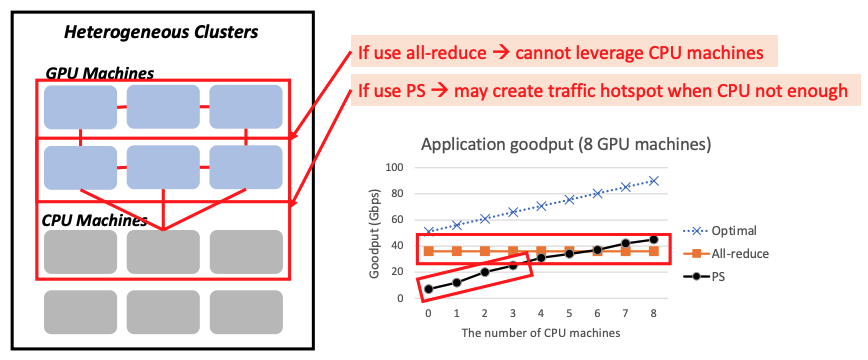 Heterogeneous Clusters
GPU Machines
CPU Machines
If use all-reduce → cannot leverage CPU machines
If use PS → may create traffic hotspot when CPU not enough
Application goodput (8 GPU machines)
Goodput (Gbps)
100
80
60
40
20
0
0 1 2 3 4 5 6 7 8
The number of CPU machines
Optimal
All-reduce
PS